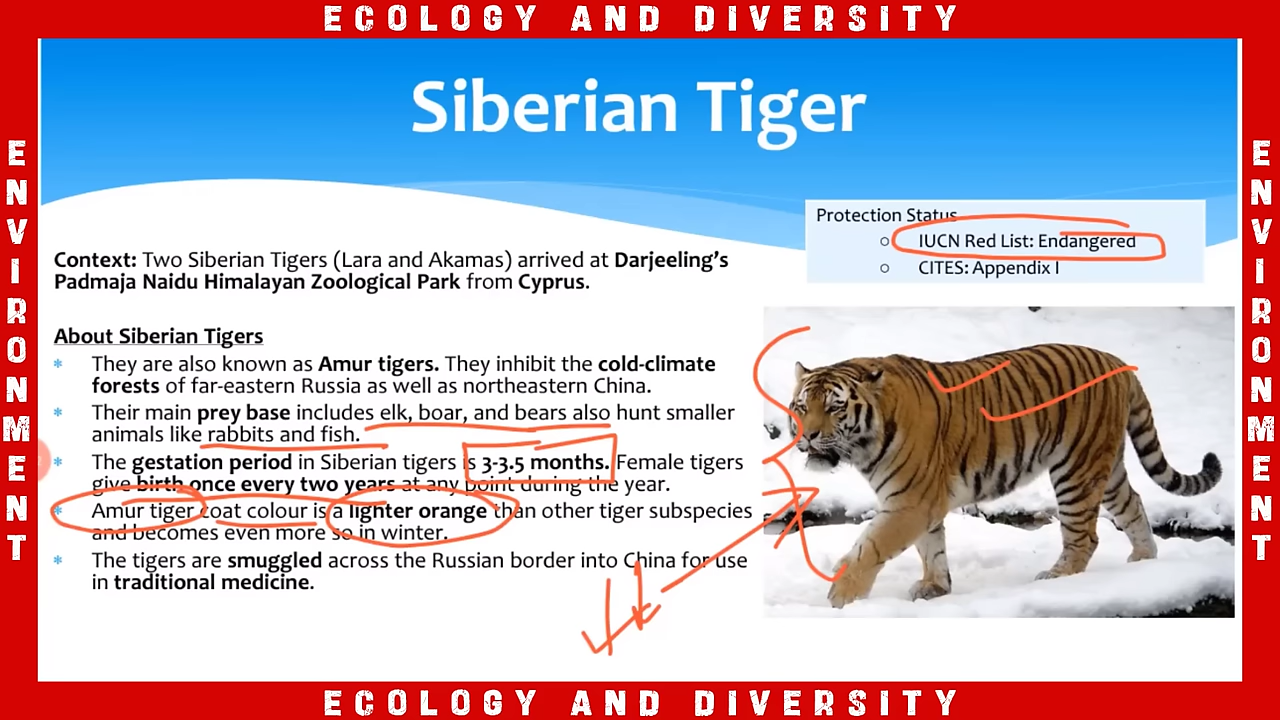 ECOLOGY AND DIVERSITY
ENVIRONMENT
ENVIRONMENT
Siberian Tiger
Protection Status
IUCN Red List: Endangered
CITES: Appendix I
Context: Two Siberian Tigers (Lara and Akamas) arrived at Darjeeling's
Padmaja Naidu Himalayan Zoological Park from Cyprus.
About Siberian Tigers
They are also known as Amur tigers. They inhibit the cold-climate
forests of far-eastern Russia as well as northeastern China.
Their main prey base includes elk, boar, and bears also hunt smaller
animals like rabbits and fish.
The gestation period in Siberian tigers is 3-3.5 months. Female tigers
give birth once every two years at any point during the year.
Amur tiger coat colour is a lighter orange than other tiger subspecies
and becomes even more so in winter.
The tigers are smuggled across the Russian border into China for use
in traditional medicine.
ECOLOGY AND DIVERSITY